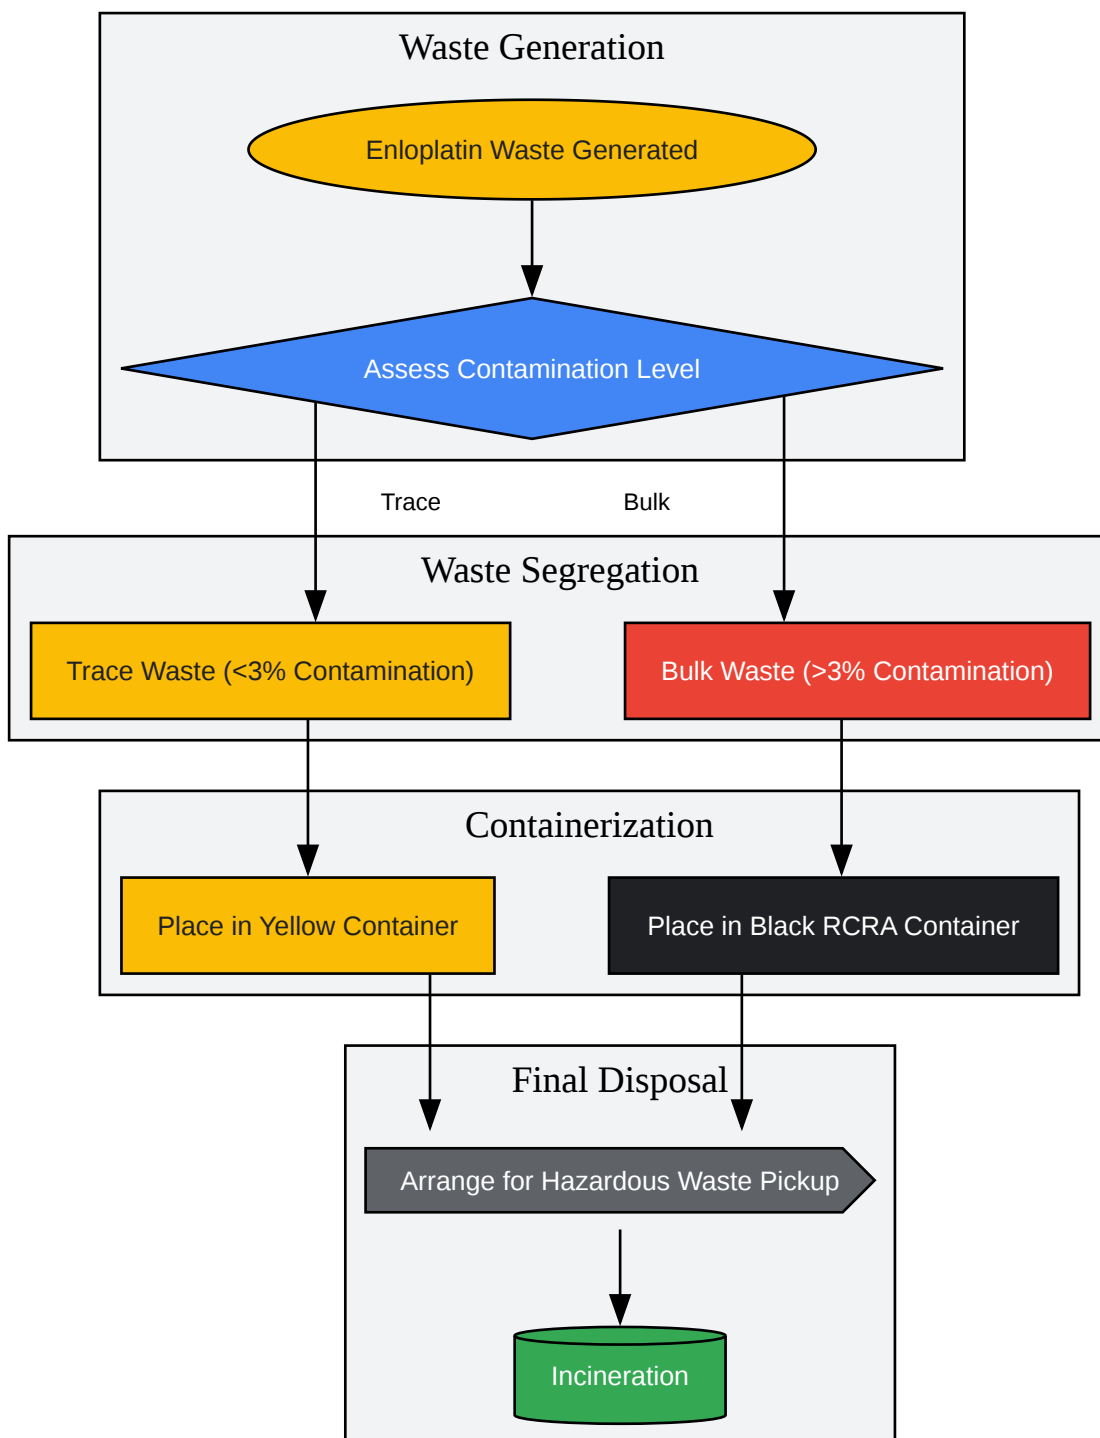 Waste Generation
Enloplatin Waste Generated
Assess Contamination Level
Trace
Bulk
Waste Segregation
Trace Waste (<3% Contamination)
Bulk Waste (>3% Contamination)
Containerization
Place in Yellow Container
Place in Black RCRA Container
Final Disposal
Arrange for Hazardous Waste Pickup
Incineration